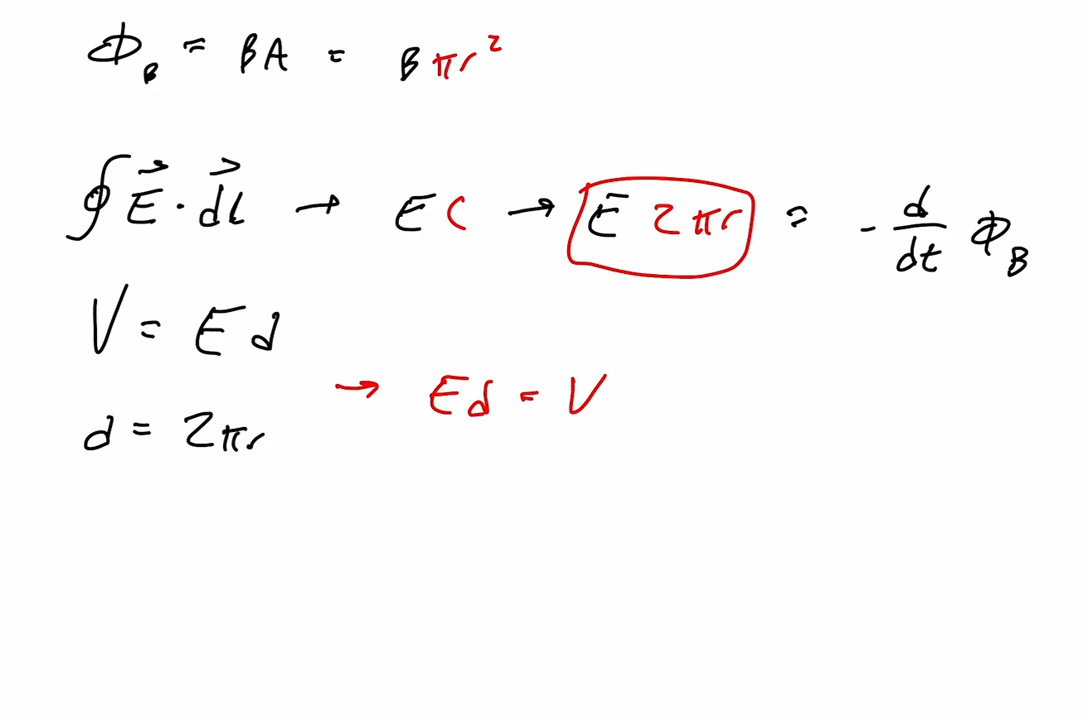 Φ_B = BA = Bπr²
∮ E⃗ · dl⃗ → EC → E 2πr = - d/dt Φ_B
V = Ed
→ Ed = V
d = 2πr